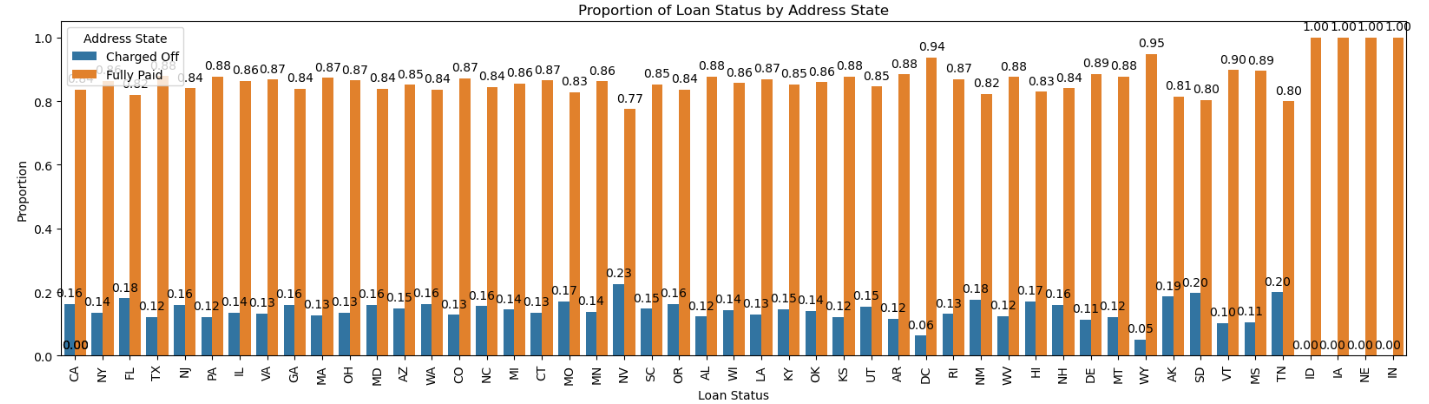 Proportion of Loan Status by Address State
Address State
Charged Off
Fully Paid
Proportion
1.0
0.8
0.6
0.4
0.2
0.0
0.84 0.86 0.82 0.88 0.84 0.88 0.86 0.87 0.84 0.87 0.87 0.84 0.85 0.84 0.87 0.84 0.86 0.87 0.83 0.86 0.77 0.85 0.84 0.88 0.86 0.87 0.85 0.86 0.88 0.85 0.88 0.94 0.87 0.82 0.88 0.83 0.84 0.89 0.88 0.95 0.81 0.80 0.90 0.89 0.80 1.00 1.00 1.00 1.00
0.16 0.14 0.18 0.12 0.16 0.12 0.14 0.13 0.16 0.13 0.13 0.16 0.15 0.16 0.13 0.16 0.14 0.13 0.17 0.14 0.23 0.15 0.16 0.12 0.14 0.13 0.15 0.14 0.12 0.15 0.12 0.06 0.13 0.18 0.12 0.17 0.16 0.11 0.12 0.05 0.19 0.20 0.10 0.11 0.20 0.00 0.00 0.00 0.00
0.00
CA NY FL TX NJ PA IL VA GA MA OH MD AZ WA CO NC MI CT MO MN NV SC OR AL WI LA KY OK KS UT AR DC RI NM WV HI NH DE MT WY AK SD VT MS TN ID IA NE IN
Loan Status